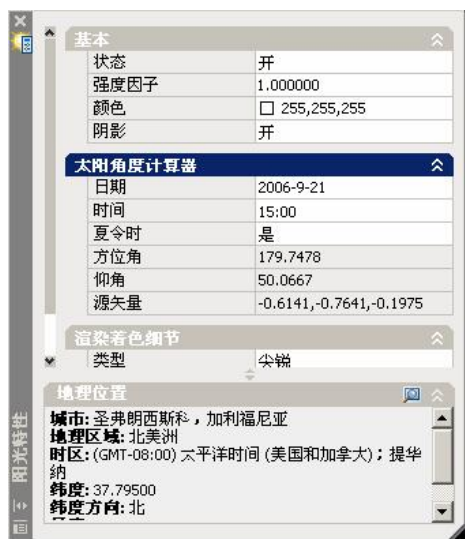 基本
状态 开
强度因子 1.000000
颜色 255,255,255
阴影 开
太阳角度计算器
日期 2006-9-21
时间 15:00
夏令时 是
方位角 179.7478
仰角 50.0667
源矢量 -0.6141,-0.7641,-0.1975
渲染着色细节
类型 尖锐
地理位置
城市: 圣弗朗西斯科，加利福尼亚
地理区域: 北美洲
时区: (GMT-08:00) 太平洋时间 (美国和加拿大)；提华
纳
纬度: 37.79500
纬度方向: 北
阳光特性